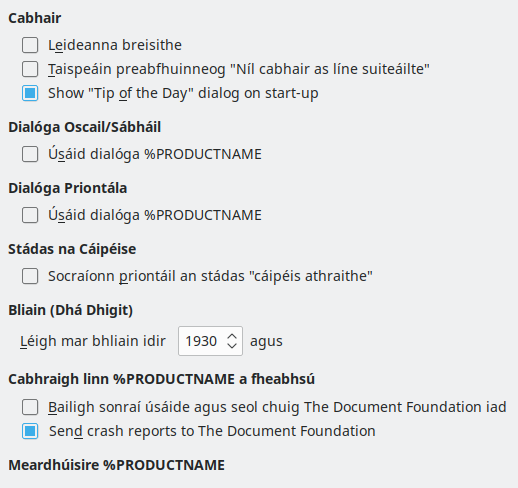 Cabhair
Leideanna breisithe
Taispeáin preabfhuinneog "Níl cabhair as líne suiteáilte"
Show "Tip of the Day" dialog on start-up
Dialóga Oscail/Sábháil
Úsáid dialóga %PRODUCTNAME
Dialóga Priontála
Úsáid dialóga %PRODUCTNAME
Stádas na Cáipéise
Socraíonn priontáil an stádas "cáipéis athraithe"
Bliain (Dhá Dhigit)
Léigh mar bhliain idir 1930 agus
Cabhraigh linn %PRODUCTNAME a fheabhsú
Bailigh sonraí úsáide agus seol chuig The Document Foundation iad
Send crash reports to The Document Foundation
Meardhúisire %PRODUCTNAME